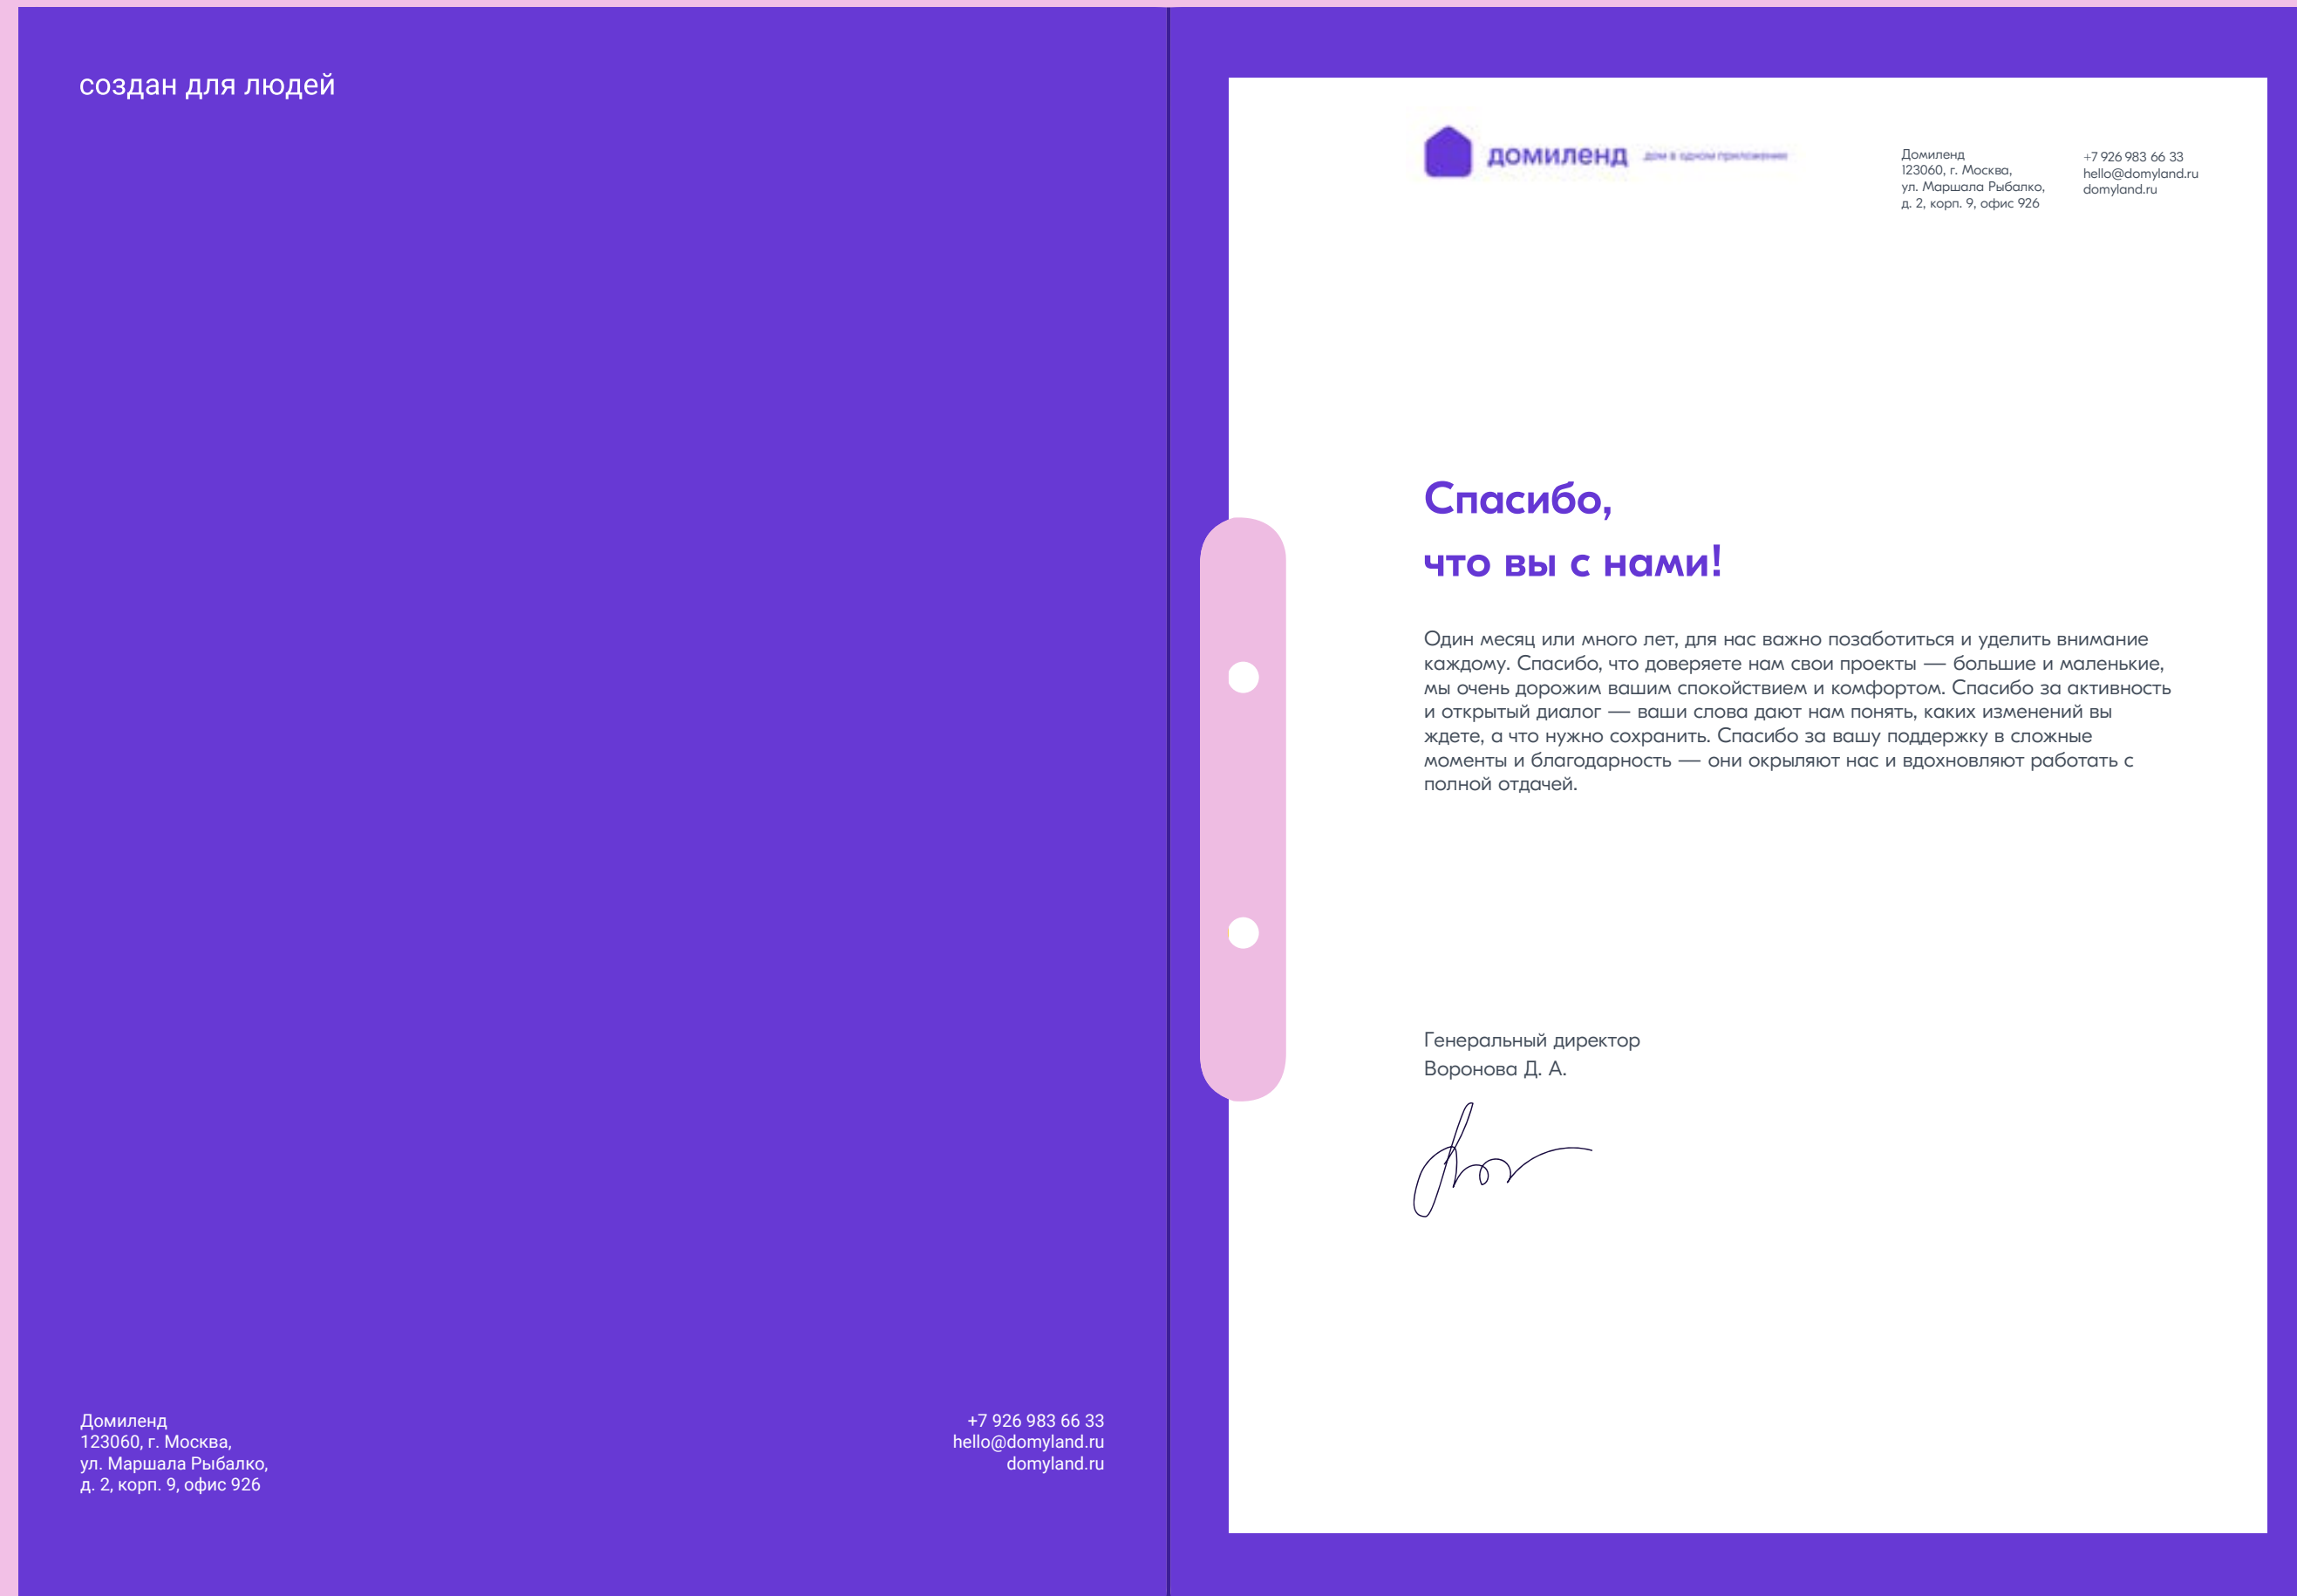 создан для людей
Домиленд
123060, г. Москва,
ул. Маршала Рыбалко,
д. 2, корп. 9, офис 926
+7 926 983 66 33
hello@domyland.ru
domyland.ru
домиленд дом в одном приложении
Домиленд
123060, г. Москва,
ул. Маршала Рыбалко,
д. 2, корп. 9, офис 926
+7 926 983 66 33
hello@domyland.ru
domyland.ru
Спасибо,
что вы с нами!
Один месяц или много лет, для нас важно позаботиться и уделить внимание
каждому. Спасибо, что доверяете нам свои проекты — большие и маленькие,
мы очень дорожим вашим спокойствием и комфортом. Спасибо за активность
и открытый диалог — ваши слова дают нам понять, каких изменений вы
ждете, а что нужно сохранить. Спасибо за вашу поддержку в сложные
моменты и благодарность — они окрыляют нас и вдохновляют работать с
полной отдачей.
Генеральный директор
Воронова Д. А.